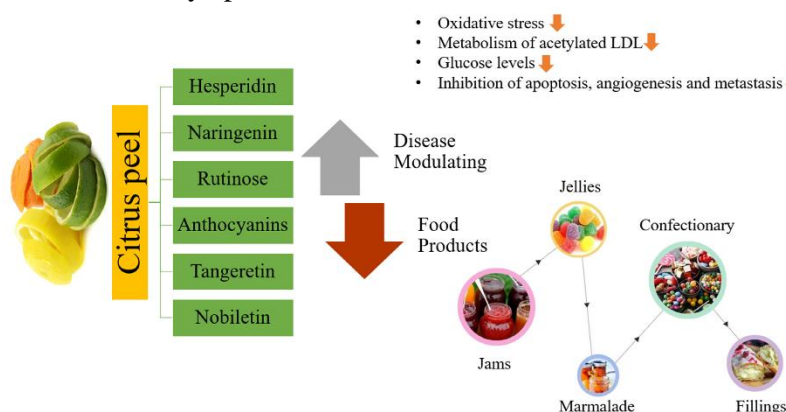 • Oxidative stress
• Metabolism of acetylated LDL
• Glucose levels
• Inhibition of apoptosis, angiogenesis and metastasis
Citrus peel
Hesperidin
Naringenin
Rutinose
Anthocyanins
Tangeretin
Nobiletin
Disease
Modulating
Food
Products
Jellies
Confectionary
Jams
Marmalade
Fillings